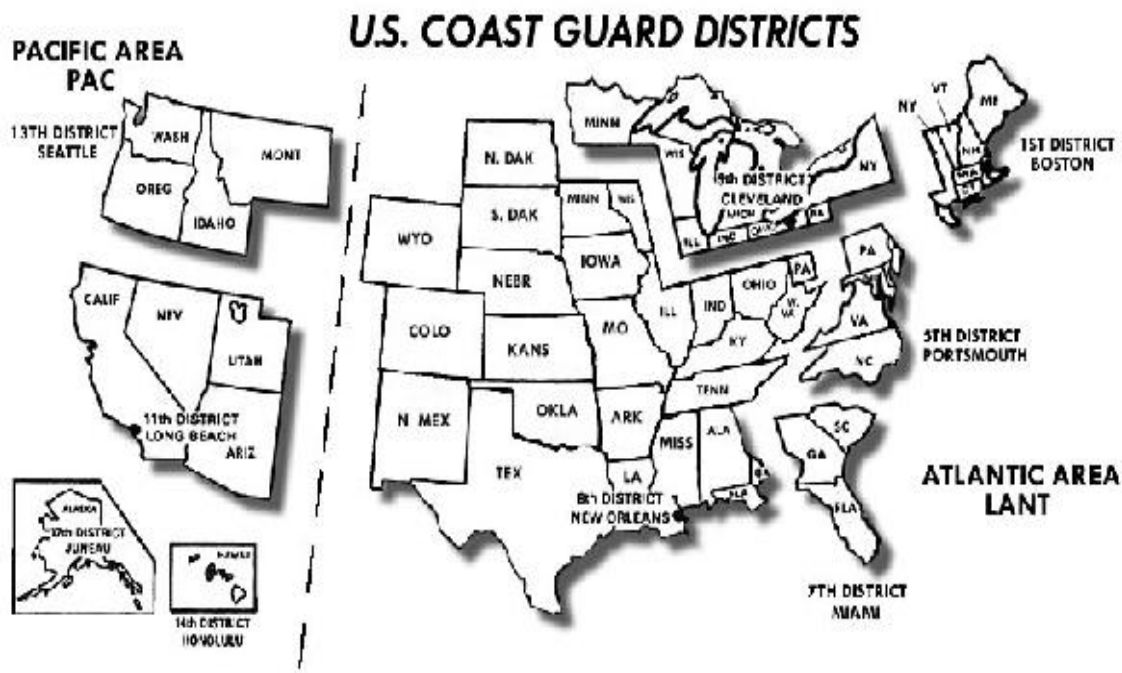 U.S. COAST GUARD DISTRICTS
PACIFIC AREA
PAC
13TH DISTRICT
SEATTLE
WASH
MONT
OREG
IDAHO
CALIF
NEV
UTAH
11th DISTRICT
LONG BEACH
ARIZ
ALASKA
17th DISTRICT
JUNEAU
HAWAII
14th DISTRICT
HONOLULU
N. DAK
S. DAK
MINN
WIS
WYO
NEBR
IOWA
COLO
KANS
MO
ILL
IND
OHIO
PA
W.
VA
KY
TENN
N MEX
OKLA
ARK
TEX
LA
MISS
ALA
GA
FLA
8th DISTRICT
NEW ORLEANS
MINN
WIS
9th DISTRICT
CLEVELAND
MICH
NY
ILL
IND
OHIO
PA
NY
VT
ME
NH
MA
CT
1ST DISTRICT
BOSTON
PA
VA
NC
5TH DISTRICT
PORTSMOUTH
SC
GA
FLA
7TH DISTRICT
MIAMI
ATLANTIC AREA
LANT